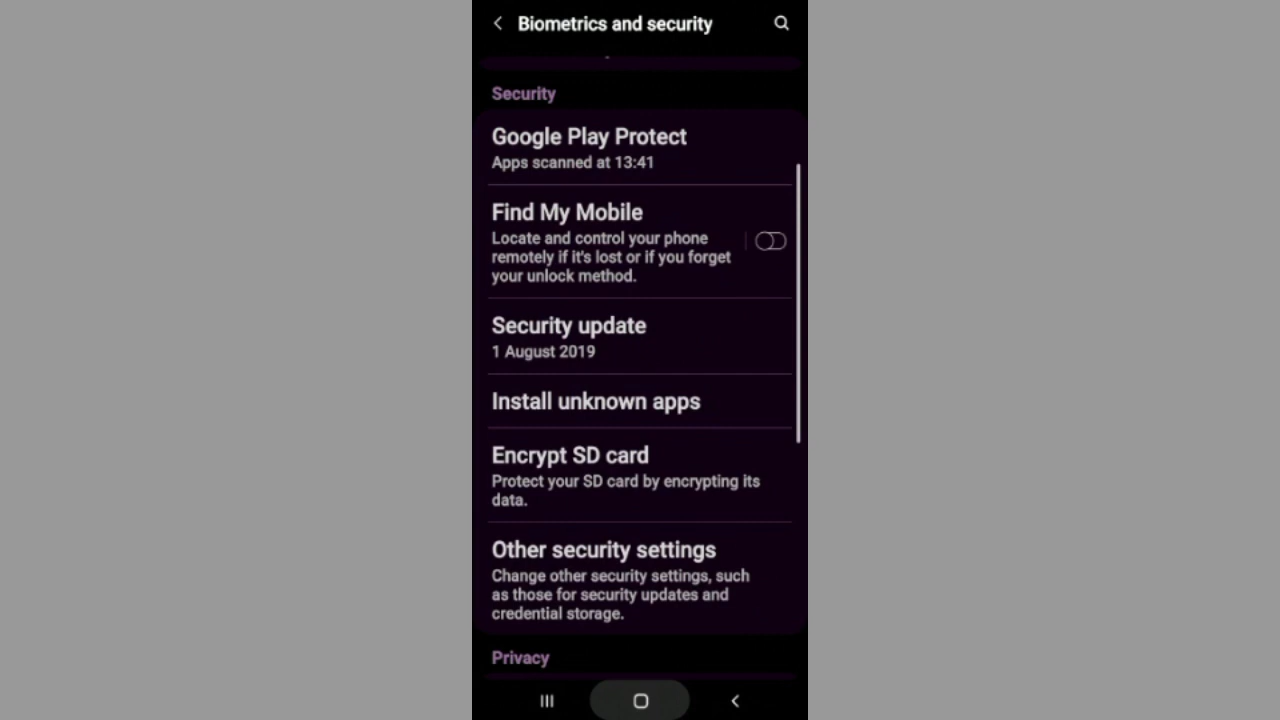 Biometrics and security
Security
Google Play Protect
Apps scanned at 13:41
Find My Mobile
Locate and control your phone
remotely if it's lost or if you forget
your unlock method.
Security update
1 August 2019
Install unknown apps
Encrypt SD card
Protect your SD card by encrypting its
data.
Other security settings
Change other security settings, such
as those for security updates and
credential storage.
Privacy